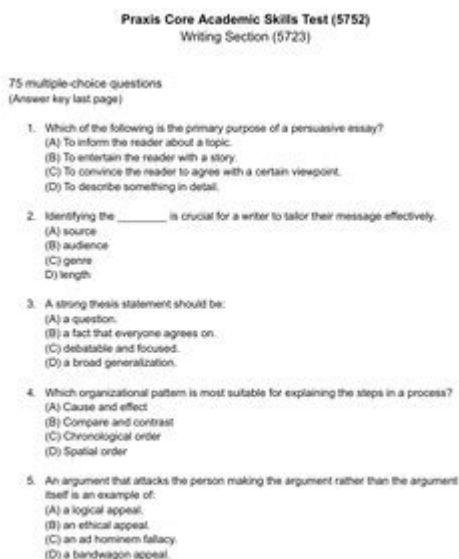 Praxis Core Academic Skills Test (5752)
Writing Section (5723)
75 multiple-choice questions
(Answer key last page)
1. Which of the following is the primary purpose of a persuasive essay?
(A) To inform the reader about a topic.
(B) To entertain the reader with a story.
(C) To convince the reader to agree with a certain viewpoint.
(D) To describe something in detail.
2. Identifying the ________ is crucial for a writer to tailor their message effectively.
(A) source
(B) audience
(C) genre
D) length
3. A strong thesis statement should be:
(A) a question.
(B) a fact that everyone agrees on.
(C) debatable and focused.
(D) a broad generalization.
4. Which organizational pattern is most suitable for explaining the steps in a process?
(A) Cause and effect
(B) Compare and contrast
(C) Chronological order
(D) Spatial order
5. An argument that attacks the person making the argument rather than the argument
itself is an example of:
(A) a logical appeal.
(B) an ethical appeal.
(C) an ad hominem fallacy.
(D) a bandwagon appeal.